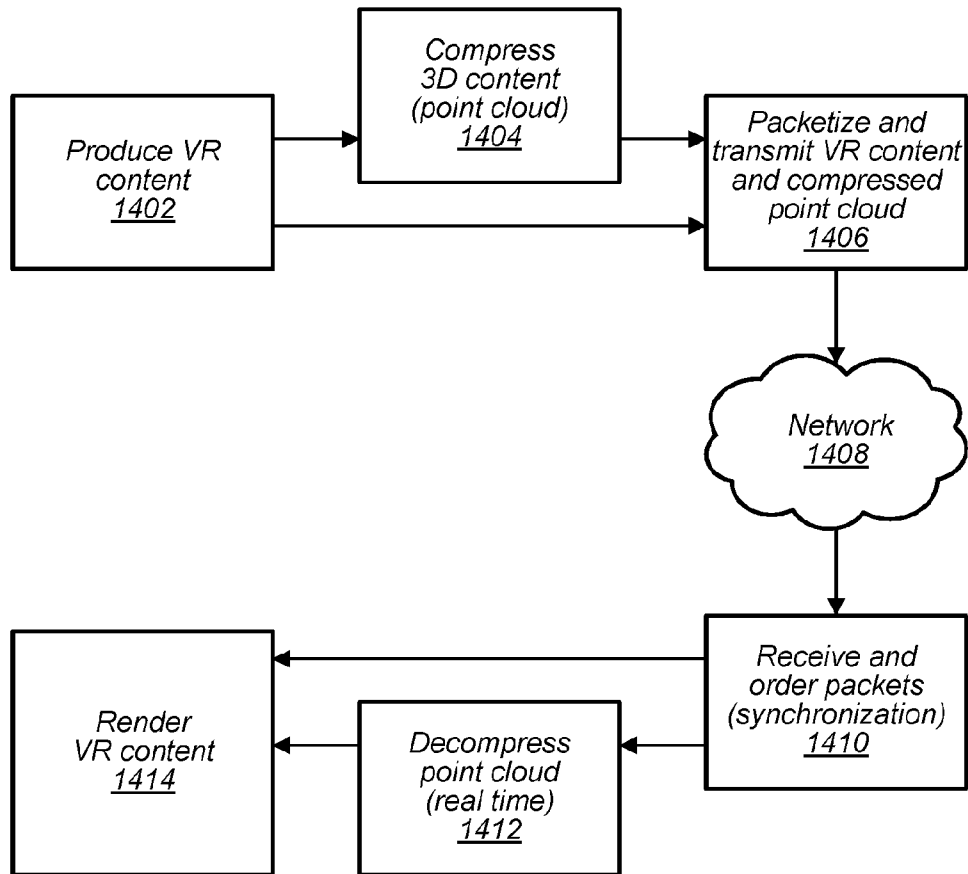 Produce VR
content
1402
Compress
3D content
(point cloud)
1404
Packetize and
transmit VR content
and compressed
point cloud
1406
Network
1408
Receive and
order packets
(synchronization)
1410
Decompress
point cloud
(real time)
1412
Render
VR content
1414